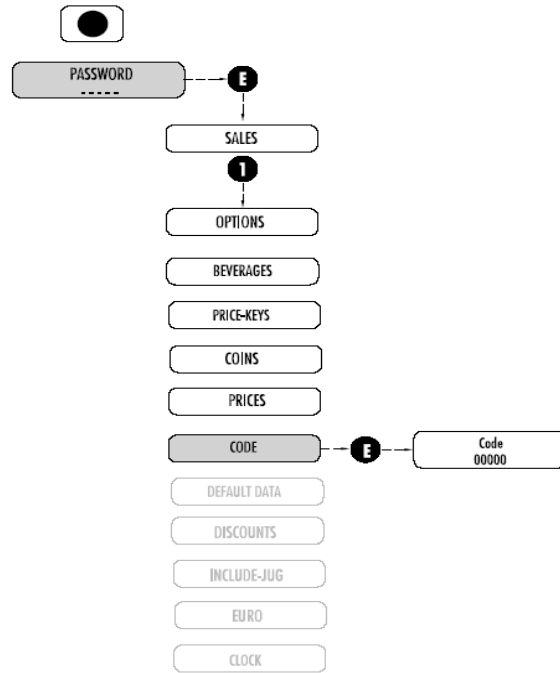 PASSWORD
-----
E
SALES
1
OPTIONS
BEVERAGES
PRICE-KEYS
COINS
PRICES
CODE
E
Code
00000
DEFAULT DATA
DISCOUNTS
INCLUDE-JUG
EURO
CLOCK